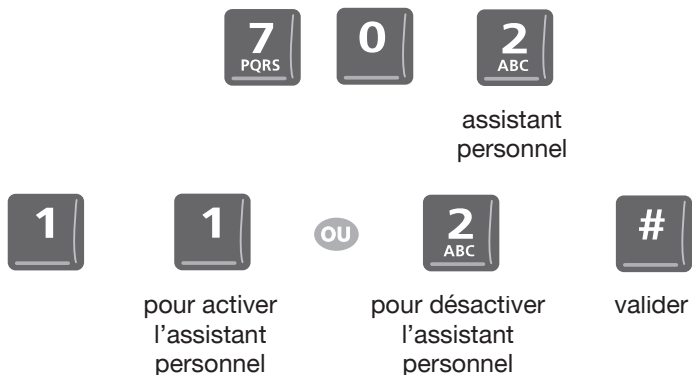 7 0 2
PQRS ABC
assistant
personnel
1 1 OU 2 #
ABC
pour activer pour désactiver valider
l’assistant l’assistant
personnel personnel